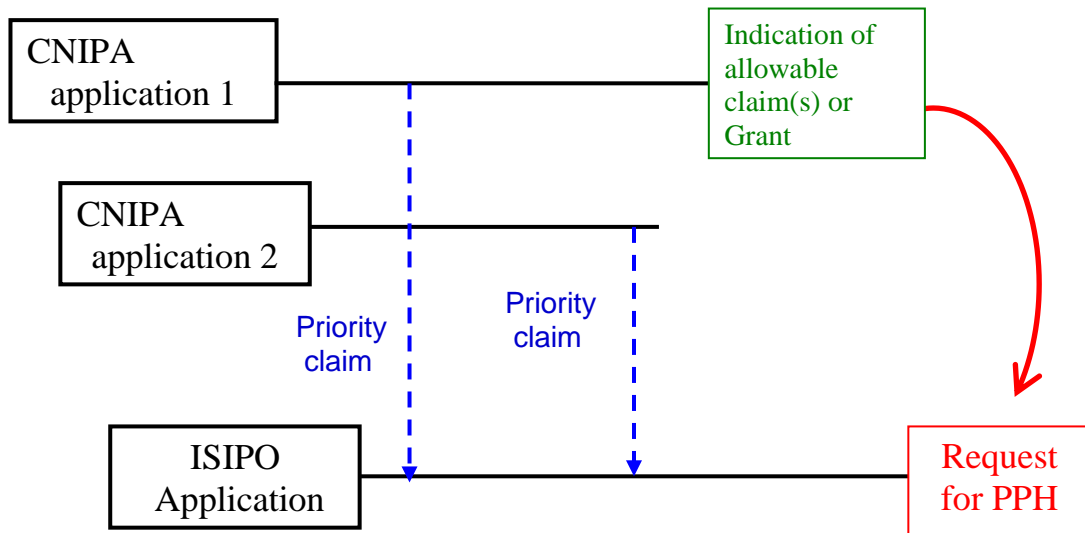 CNIPA
application 1
Indication of
allowable
claim(s) or
Grant
CNIPA
application 2
Priority
claim
Priority
claim
ISIPO
Application
Request
for PPH